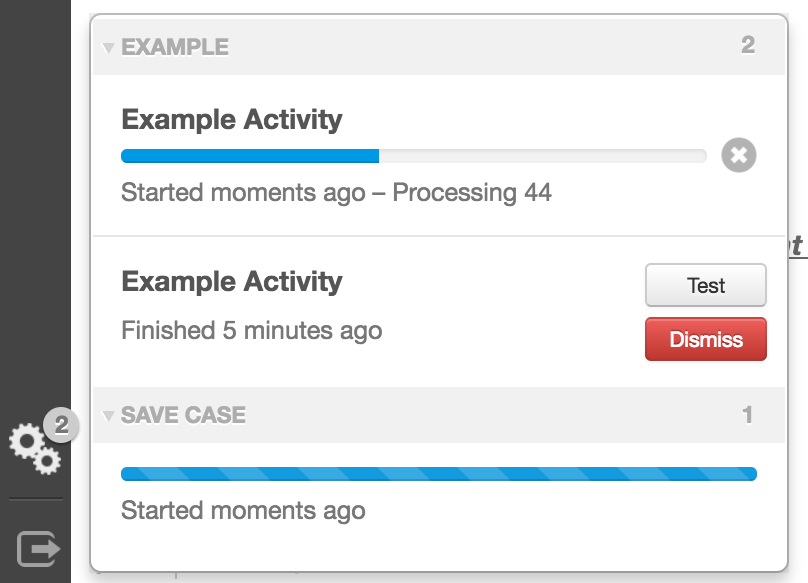 EXAMPLE 2
Example Activity
Started moments ago – Processing 44
Example Activity
Test
Finished 5 minutes ago
Dismiss
SAVE CASE 1
2
Started moments ago